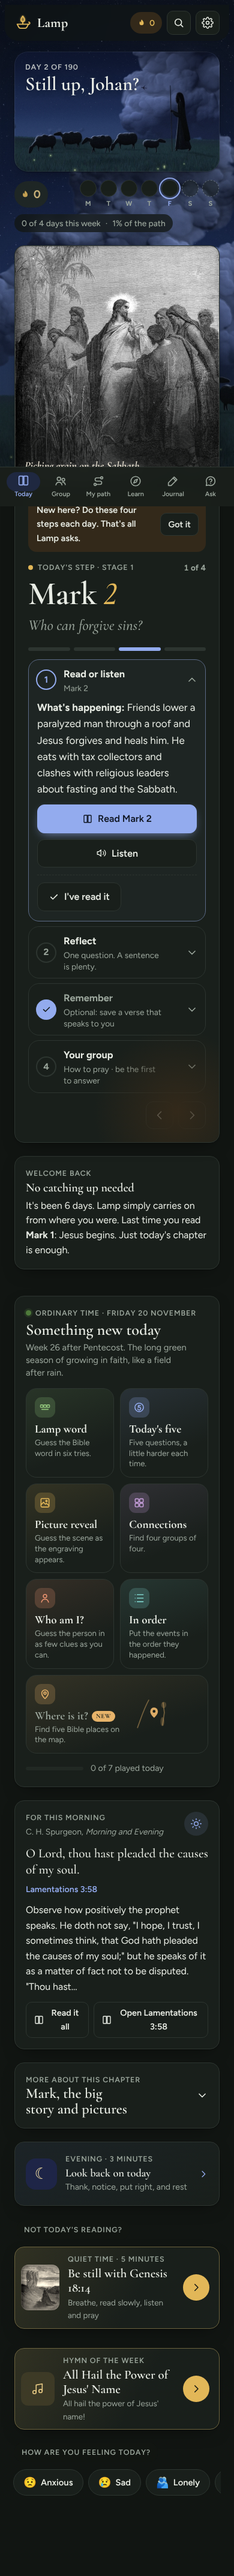 Lamp
0
DAY 2 OF 190
Still up, Johan?
0
M T W T F S S
0 of 4 days this week · 1% of the path
Picking grain on the Sabbath
Today Group My path Learn Journal Ask
New here? Do these four
steps each day. That's all
Lamp asks.
Got it
TODAY'S STEP · STAGE 1
1 of 4
Mark 2
Who can forgive sins?
1
Read or listen
Mark 2
What's happening: Friends lower a
paralyzed man through a roof and
Jesus forgives and heals him. He
eats with tax collectors and
clashes with religious leaders
about fasting and the Sabbath.
Read Mark 2
Listen
I've read it
2
Reflect
One question. A sentence
is plenty.
Remember
Optional: save a verse that
speaks to you
4
Your group
How to pray · be the first
to answer
WELCOME BACK
No catching up needed
It's been 6 days. Lamp simply carries on
from where you were. Last time you read
Mark 1: Jesus begins. Just today's chapter
is enough.
ORDINARY TIME · FRIDAY 20 NOVEMBER
Something new today
Week 26 after Pentecost. The long green
season of growing in faith, like a field
after rain.
Lamp word
Guess the Bible
word in six tries.
Today's five
Five questions, a
little harder each
time.
Picture reveal
Guess the scene as
the engraving
appears.
Connections
Find four groups of
four.
Who am I?
Guess the person in
as few clues as you
can.
In order
Put the events in
the order they
happened.
Where is it? NEW
Find five Bible places on
the map.
0 of 7 played today
FOR THIS MORNING
C. H. Spurgeon, Morning and Evening
O Lord, thou hast pleaded the causes
of my soul.
Lamentations 3:58
Observe how positively the prophet
speaks. He doth not say, "I hope, I trust, I
sometimes think, that God hath pleaded
the causes of my soul;" but he speaks of it
as a matter of fact not to be disputed.
"Thou hast...
Read it
all
Open Lamentations
3:58
MORE ABOUT THIS CHAPTER
Mark, the big
story and pictures
EVENING · 3 MINUTES
Look back on today
Thank, notice, put right, and rest
NOT TODAY'S READING?
QUIET TIME · 5 MINUTES
Be still with Genesis
18:14
Breathe, read slowly, listen
and pray
HYMN OF THE WEEK
All Hail the Power of
Jesus' Name
All hail the power of Jesus'
name!
HOW ARE YOU FEELING TODAY?
Anxious
Sad
Lonely